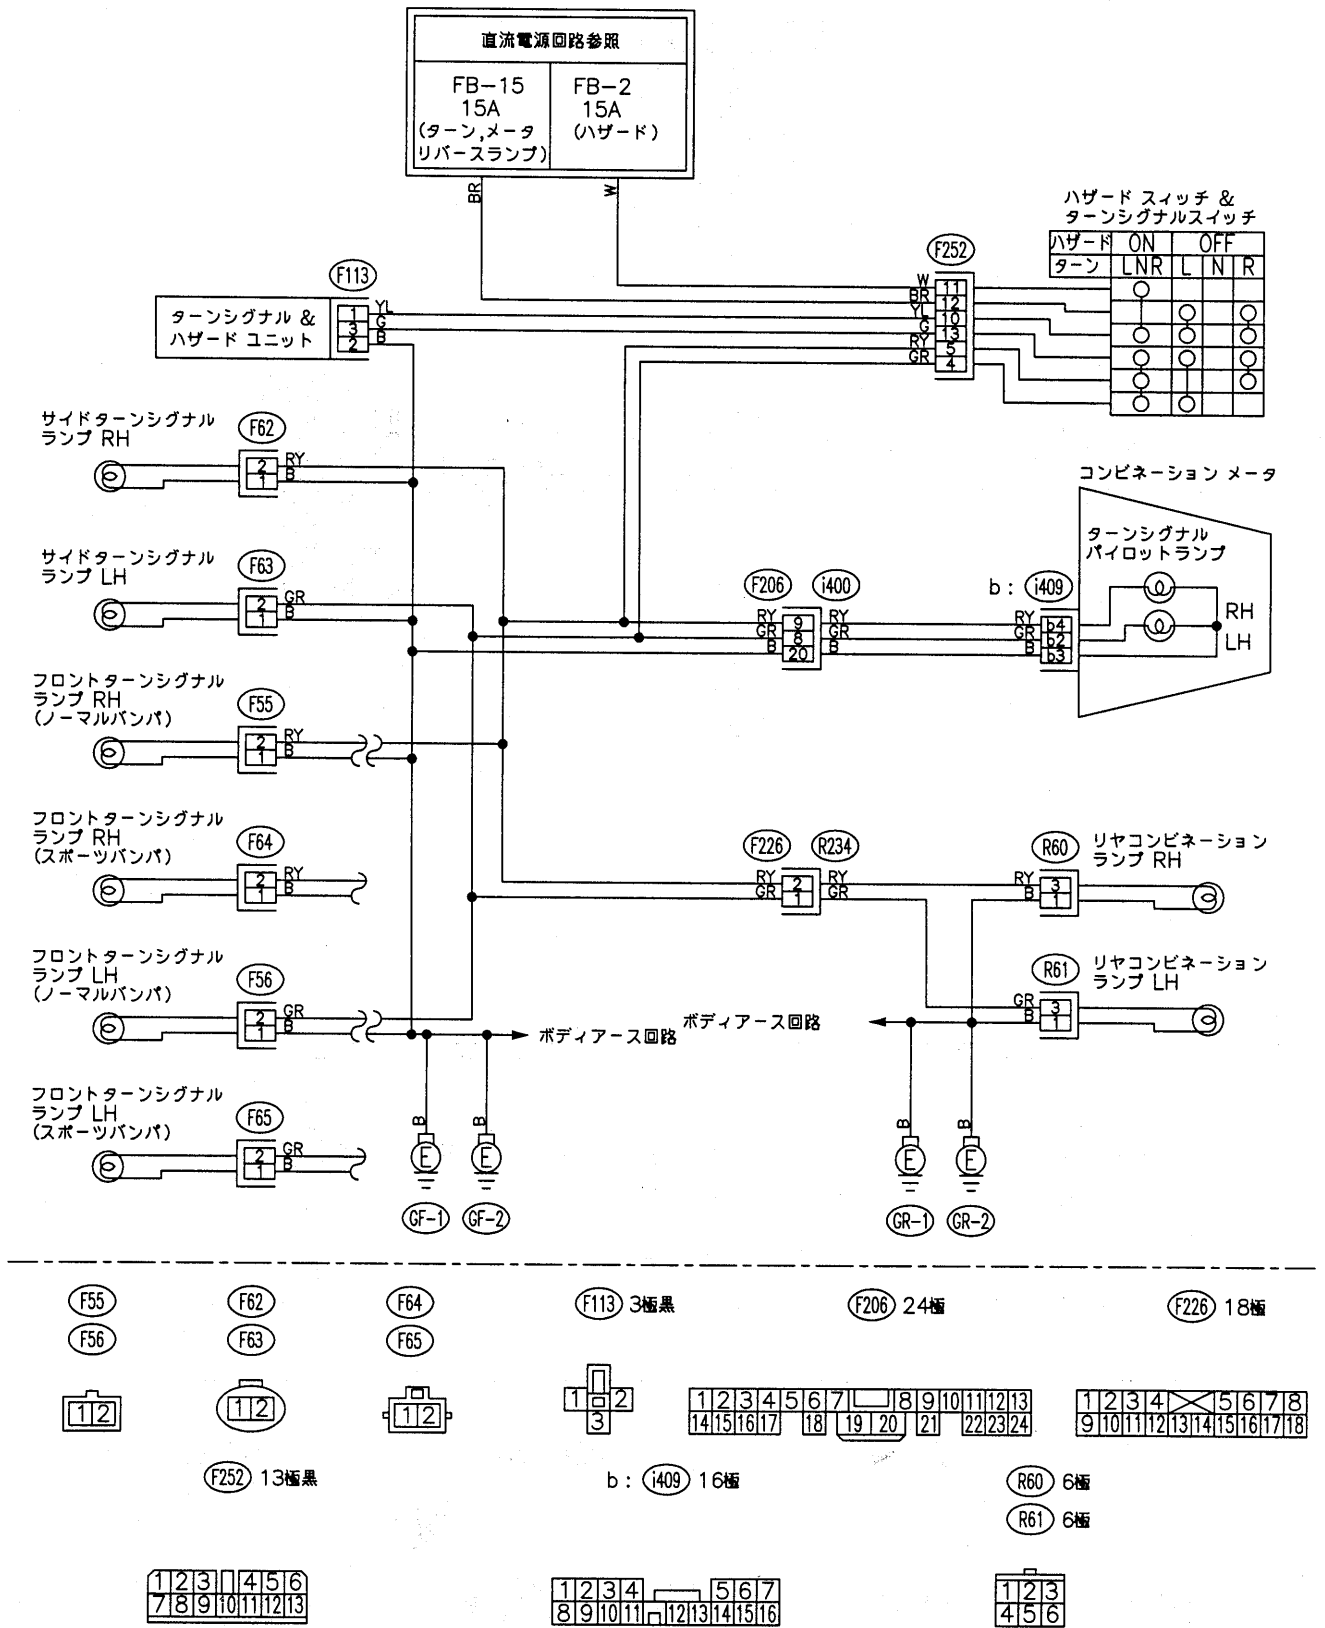 直流電源回路参照
FB-15
15A
(ターン,メータ
リバースランプ)
FB-2
15A
(ハザード)
BR
W
ハザード スィッチ &
ターンシグナルスイッチ
ハザード ON OFF
ターン LNR L N R
F252
W 11
BR 12
YL 10
G 13
RY 5
GR 4
F113
ターンシグナル &
ハザード ユニット
1 YL
3 G
2 B
サイドターンシグナル
ランプ RH
F62
2 RY
1 B
サイドターンシグナル
ランプ LH
F63
2 GR
1 B
フロントターンシグナル
ランプ RH
(ノーマルバンパ)
F55
2 RY
1 B
フロントターンシグナル
ランプ RH
(スポーツバンパ)
F64
2 RY
1 B
フロントターンシグナル
ランプ LH
(ノーマルバンパ)
F56
2 GR
1 B
フロントターンシグナル
ランプ LH
(スポーツバンパ)
F65
2 GR
1 B
コンビネーション メータ
ターンシグナル
パイロットランプ
RH
LH
F206 i400
RY 9 RY
GR 8 GR
B 20 B
b: i409
RY b4
GR b2
B b3
F226 R234
RY 2 RY
GR 1 GR
R60
RY 3
B 1
リヤコンビネーション
ランプ RH
R61
GR 3
B 1
リヤコンビネーション
ランプ LH
ボディアース回路
ボディアース回路
B B
E E
GF-1 GF-2
B B
E E
GR-1 GR-2
F55
F56
1 2
F62
F63
1 2
F64
F65
1 2
F113 3極黒
1 2
3
F206 24極
1 2 3 4 5 6 7 8 9 10 11 12 13
14 15 16 17 18 19 20 21 22 23 24
F226 18極
1 2 3 4 5 6 7 8
9 10 11 12 13 14 15 16 17 18
F252 13極黒
1 2 3 4 5 6
7 8 9 10 11 12 13
b: i409 16極
1 2 3 4 5 6 7
8 9 10 11 12 13 14 15 16
R60 6極
R61 6極
1 2 3
4 5 6